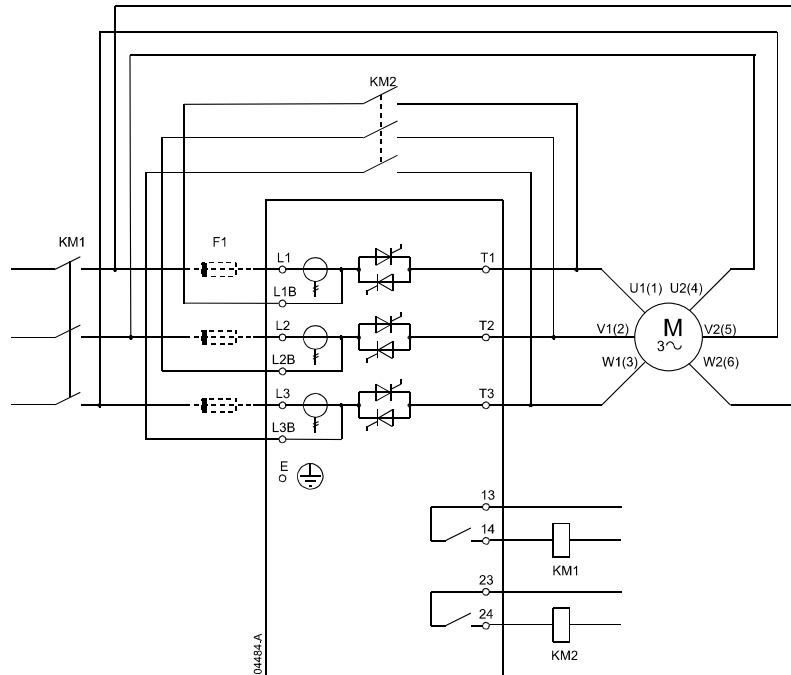 KM2
KM1
F1
L1
T1
L1B
U1(1) U2(4)
L2
T2
V1(2)
M
3~
V2(5)
L2B
W1(3)
W2(6)
L3
T3
L3B
E
13
14
KM1
23
24
KM2
04484.A